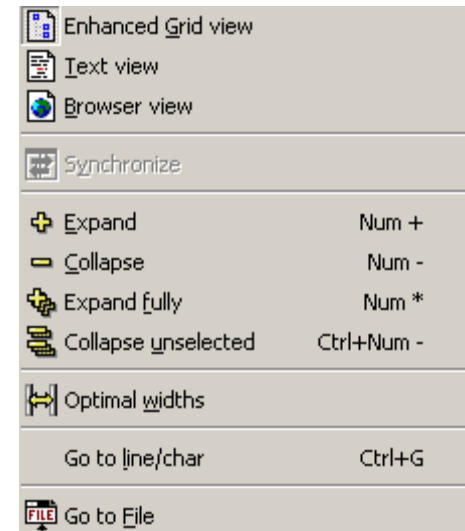 Enhanced Grid view
Text view
Browser view
Synchronize
Expand Num +
Collapse Num -
Expand fully Num *
Collapse unselected Ctrl+Num -
Optimal widths
Go to line/char Ctrl+G
FILE Go to File